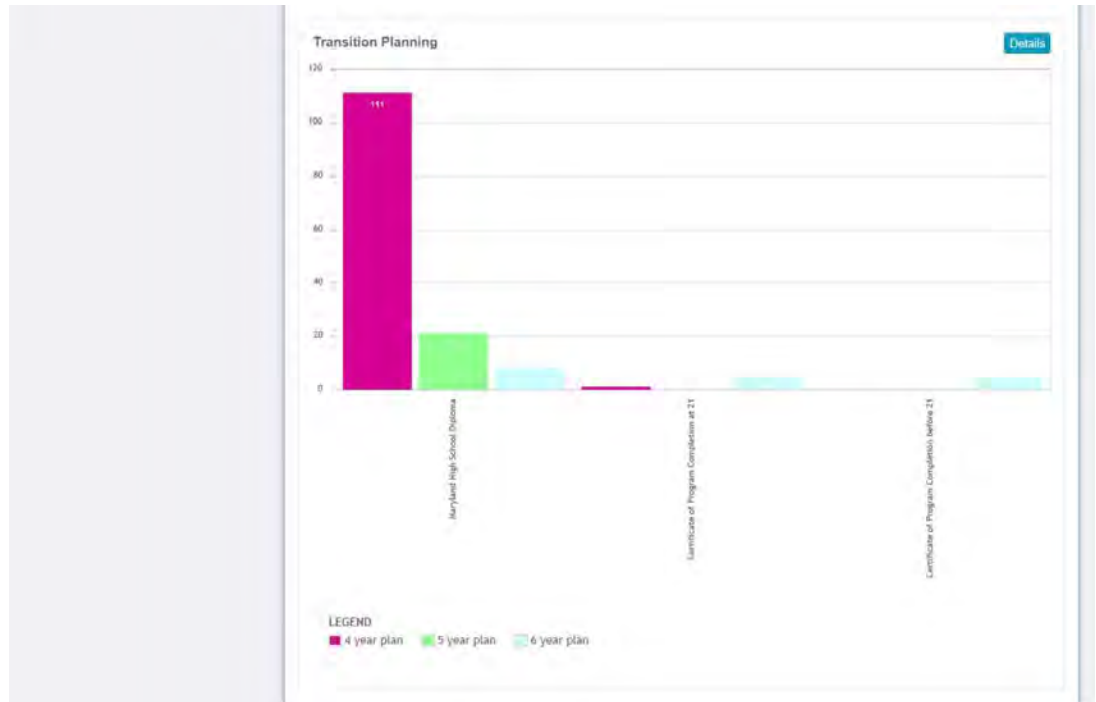 Transition Planning
Details
120
111
100
80
60
40
20
0
Maryland High School Diploma
Certificate of Program Completion at 21
Certificate of Program Completion before 21
LEGEND
4 year plan 5 year plan 6 year plan